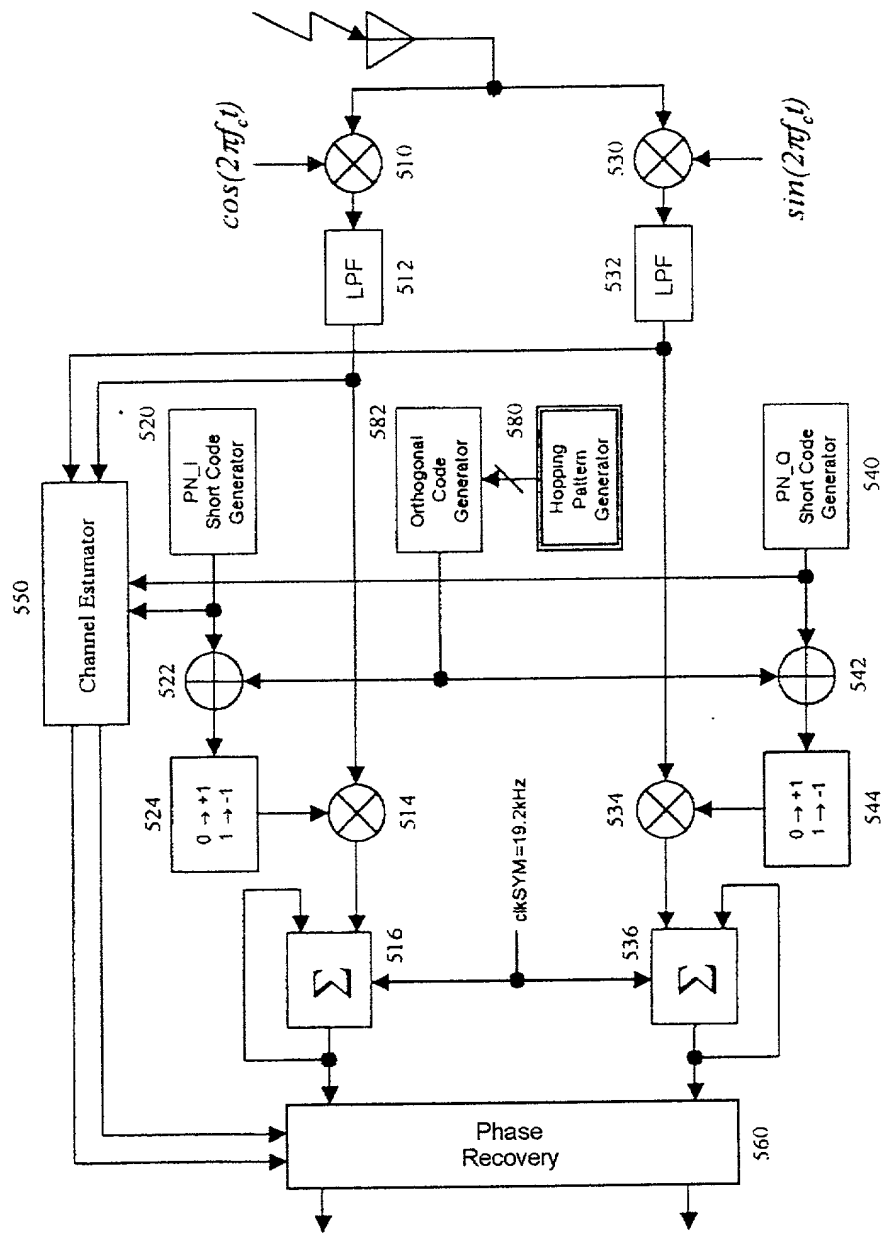 cos(2πf_c t)
510
530
sin(2πf_c t)
LPF
512
LPF
532
520
PN_I
Short Code
Generator
582
Orthogonal
Code
Generator
580
Hopping
Pattern
Generator
PN_Q
Short Code
Generator
540
550
Channel Estimator
522
542
524
0 → +1
1 → -1
514
534
0 → +1
1 → -1
544
clkSYM=19.2kHz
Σ
516
Σ
536
Phase
Recovery
560